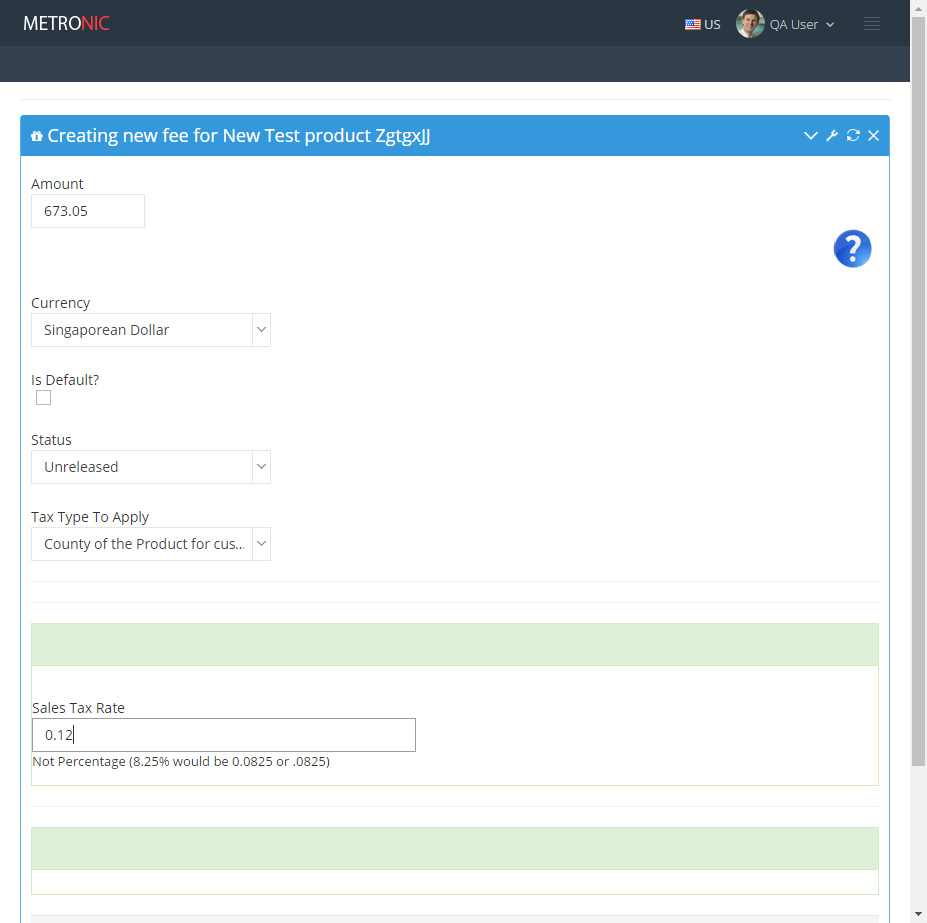 METRONIC
US
QA User
Creating new fee for New Test product ZgtgxJJ
Amount
673.05
?
Currency
Singaporean Dollar
Is Default?
Status
Unreleased
Tax Type To Apply
County of the Product for cus...
Sales Tax Rate
0.12
Not Percentage (8.25% would be 0.0825 or .0825)